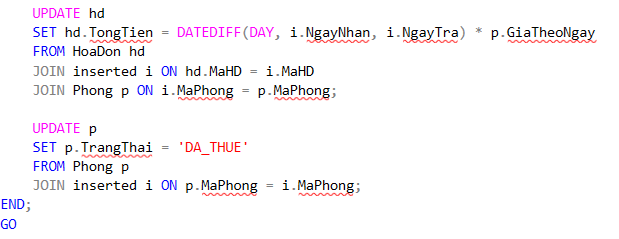 UPDATE hd
SET hd.TongTien = DATEDIFF(DAY, i.NgayNhan, i.NgayTra) * p.GiaTheoNgay
FROM HoaDon hd
JOIN inserted i ON hd.MaHD = i.MaHD
JOIN Phong p ON i.MaPhong = p.MaPhong;
UPDATE p
SET p.TrangThai = 'DA_THUE'
FROM Phong p
JOIN inserted i ON p.MaPhong = i.MaPhong;
END;
GO